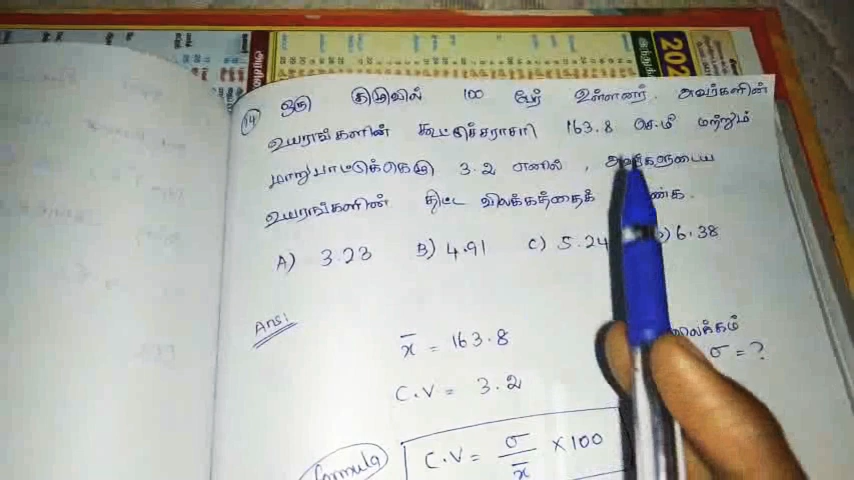 14) ஒரு குழுவில் 100 பேர் உள்ளனர். அவர்களின்
உயரங்களின் கூட்டுச்சராசரி 163.8 செ.மீ மற்றும்
மாறுபாட்டுக்கெழு 3.2 எனில், அவர்களுடைய
உயரங்களின் திட்ட விலக்கத்தைக்
A) 3.23 B) 4.91 C) 5.24 D) 6.38
Ans:
x̄ = 163.8
σ = ?
C.V = 3.2
Formula
C.V = σ/x̄ × 100